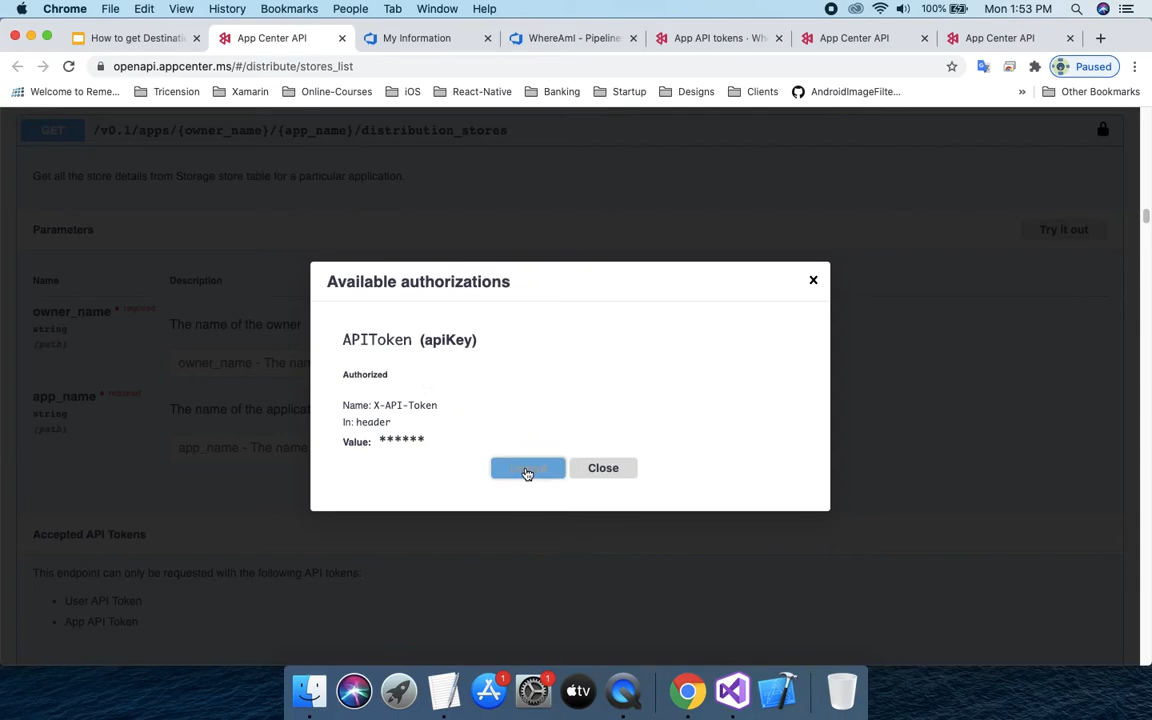 Chrome File Edit View History Bookmarks People Tab Window Help 100% Mon 1:53 PM
How to get Destinati App Center API My Information WhereAmI - Pipeline App API tokens · Whe App Center API App Center API
openapi.appcenter.ms/#/distribute/stores_list Paused
Welcome to Reme... Tricension Xamarin Online-Courses iOS React-Native Banking Startup Designs Clients AndroidImageFilte... » Other Bookmarks
GET /v0.1/apps/{owner_name}/{app_name}/distribution_stores
Get all the store details from Storage store table for a particular application.
Parameters Try it out
Name Description
owner_name * required
string
(path)
The name of the owner
owner_name - The nam
app_name * required
string
(path)
The name of the applicat
app_name - The name
Available authorizations
APIToken (apiKey)
Authorized
Name: X-API-Token
In: header
Value: ******
Close
Accepted API Tokens
This endpoint can only be requested with the following API tokens:
• User API Token
• App API Token
1 1 tv